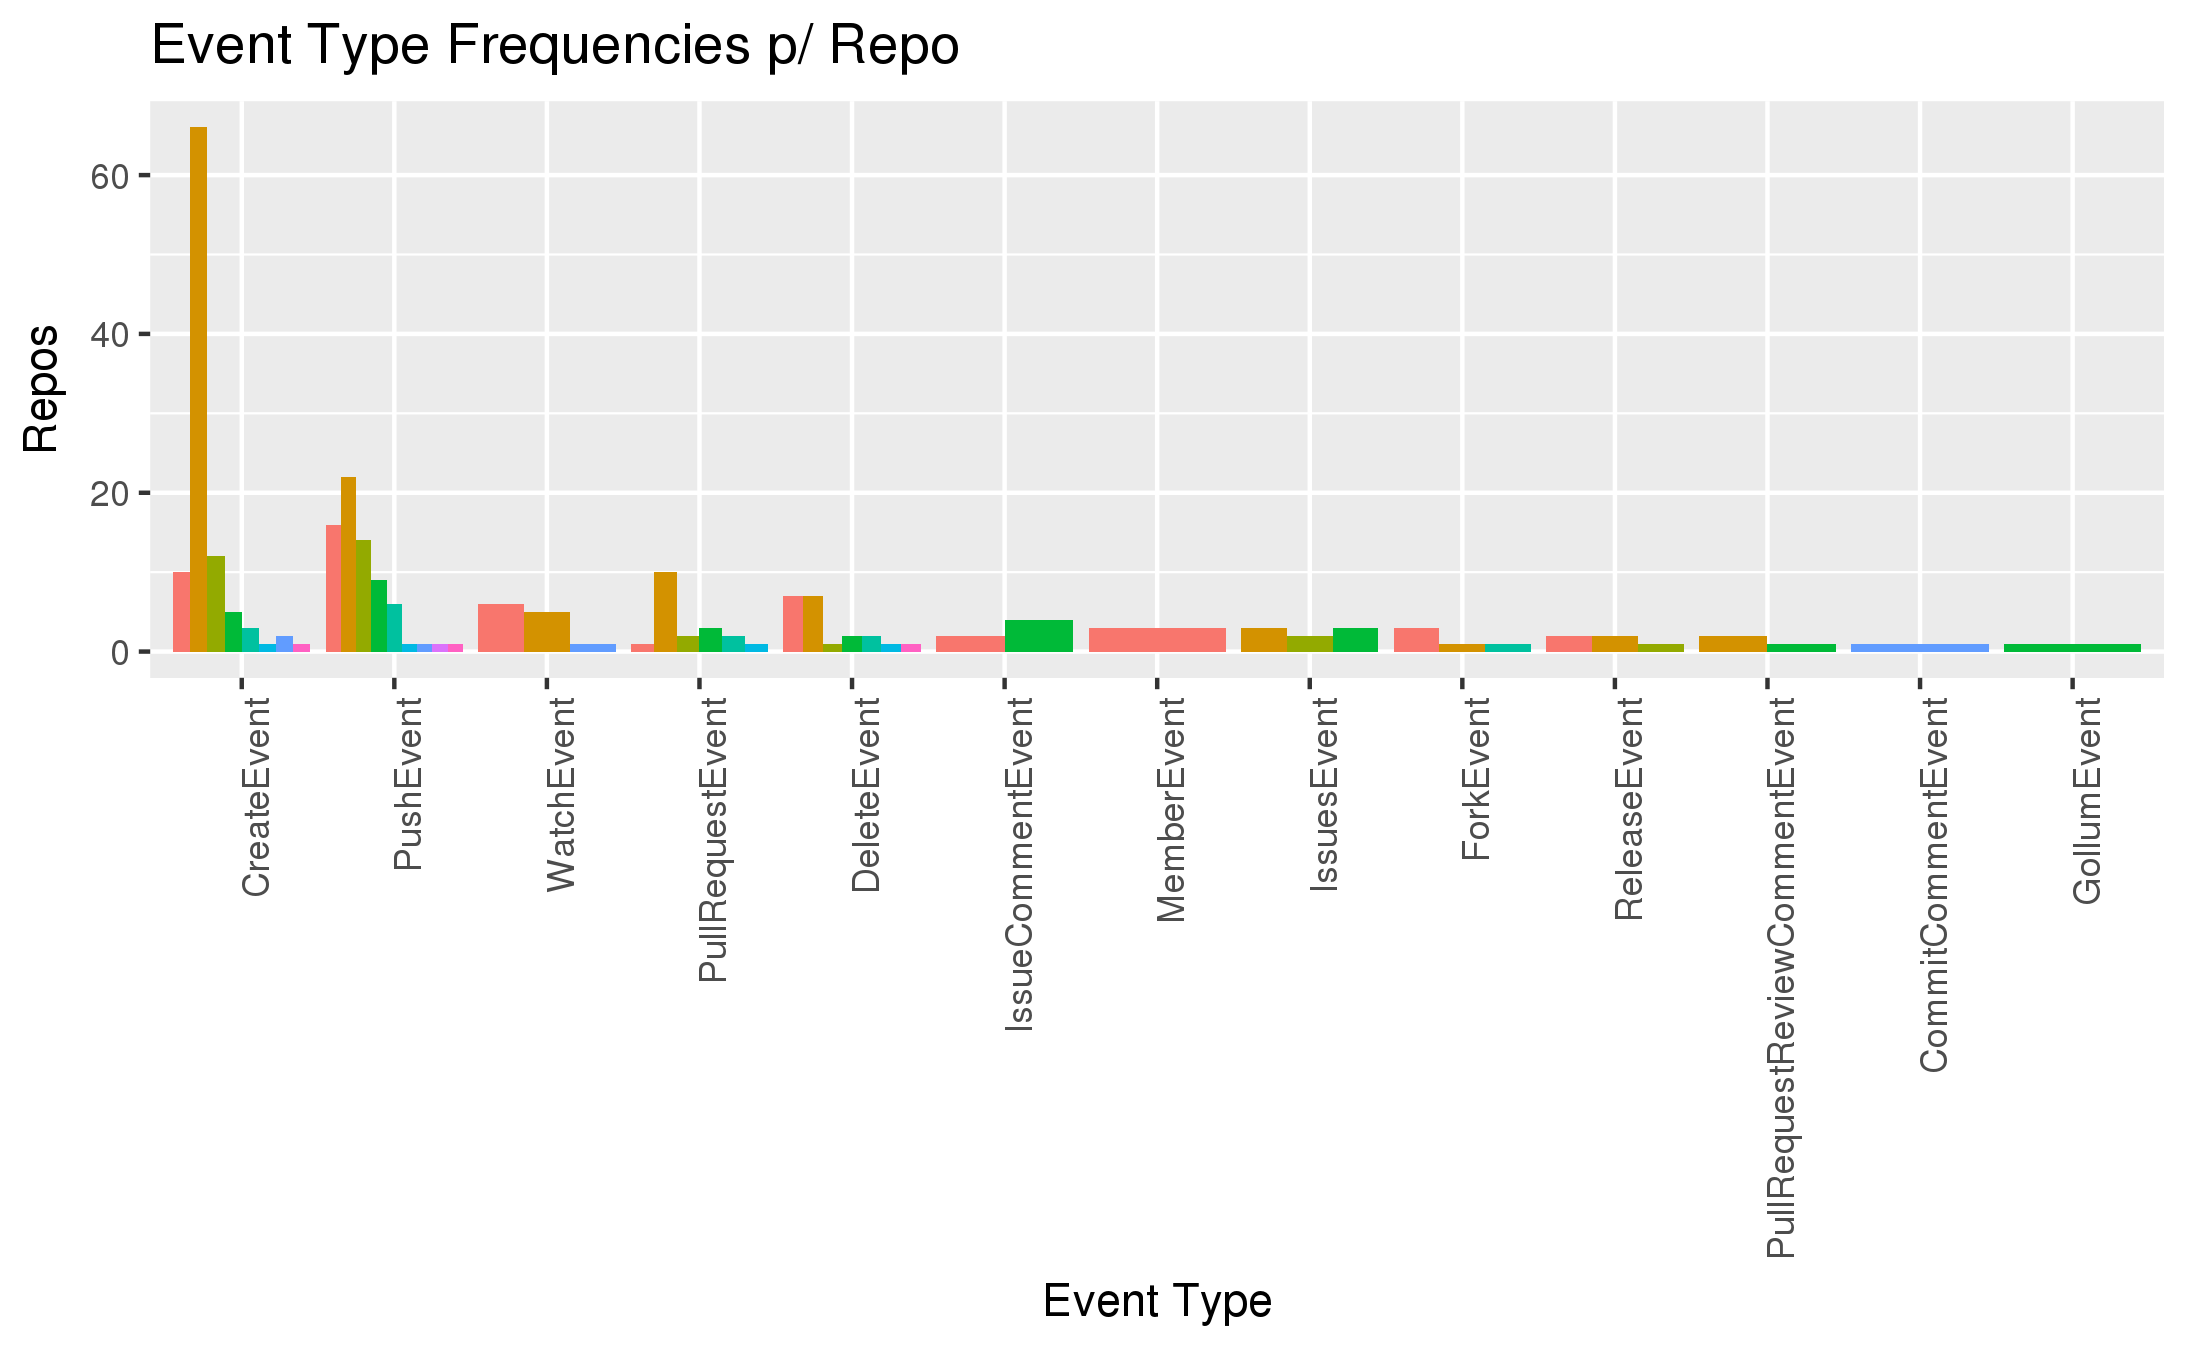 Event Type Frequencies p/ Repo
Repos
60
40
20
0
CreateEvent
PushEvent
WatchEvent
PullRequestEvent
DeleteEvent
IssueCommentEvent
MemberEvent
IssuesEvent
ForkEvent
ReleaseEvent
PullRequestReviewCommentEvent
CommitCommentEvent
GollumEvent
Event Type